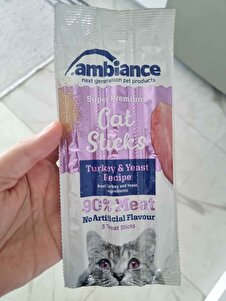 ambiance
next generation pet products
Super Premium
Cat
Sticks
Turkey & Yeast
Recipe
Real Turkey and Yeast
Ingredients
90% Meat
No Artificial Flavour
3 Treat Sticks